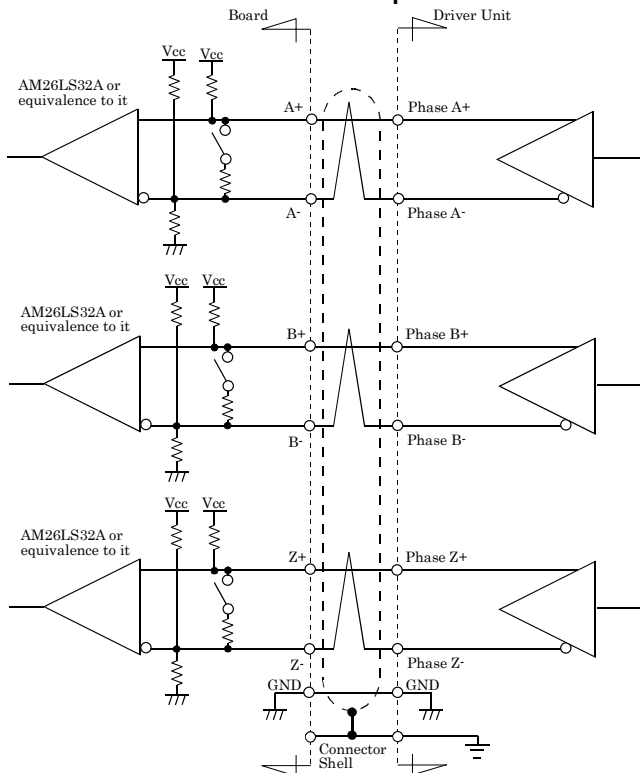 Board
Driver Unit
Vcc
Vcc
AM26LS32A or
equivalence to it
A+
Phase A+
A-
Phase A-
Vcc
Vcc
AM26LS32A or
equivalence to it
B+
Phase B+
B-
Phase B-
Vcc
Vcc
AM26LS32A or
equivalence to it
Z+
Phase Z+
Z-
Phase Z-
GND
GND
Connector
Shell